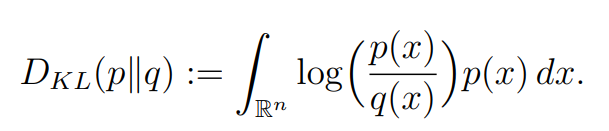 D_{KL}(p\|q) := \int_{\mathbb{R}^n} \log\left(\frac{p(x)}{q(x)}\right) p(x)\, dx.